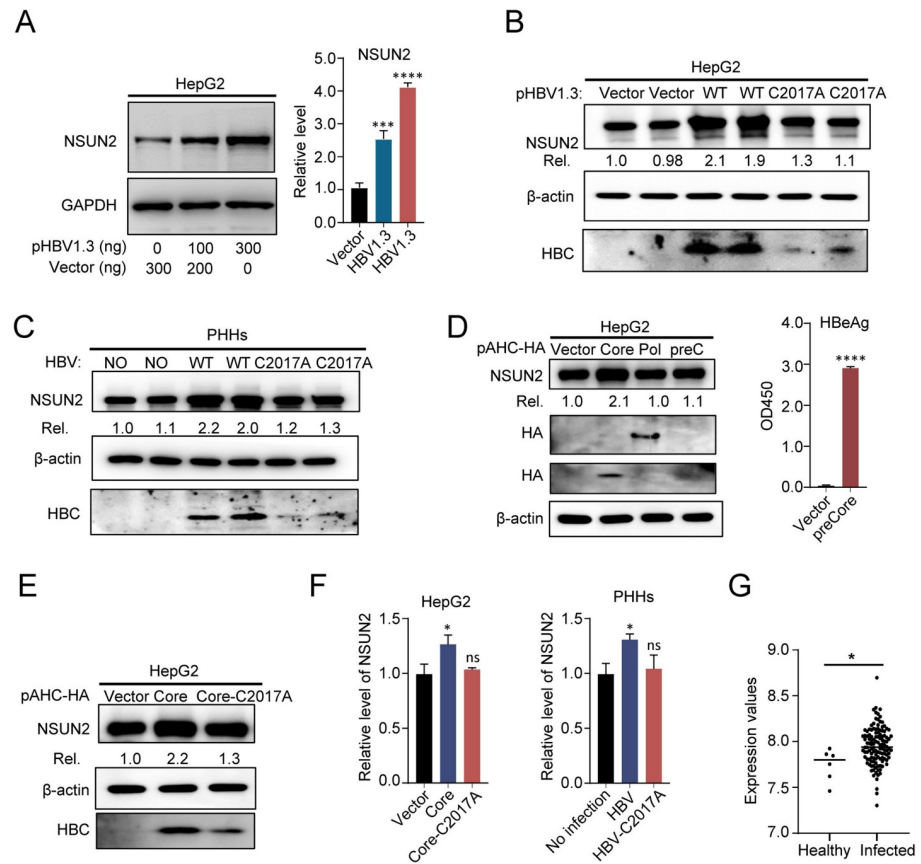 A
HepG2
NSUN2
GAPDH
pHBV1.3 (ng) 0 100 300
Vector (ng) 300 200 0
NSUN2
Relative level
5.0
4.0
2.0
1.0
0.0
***
****
Vector
HBV1.3
HBV1.3
B
HepG2
pHBV1.3: Vector Vector WT WT C2017A C2017A
NSUN2
Rel. 1.0 0.98 2.1 1.9 1.3 1.1
β-actin
HBC
C
PHHs
HBV: NO NO WT WT C2017A C2017A
NSUN2
Rel. 1.0 1.1 2.2 2.0 1.2 1.3
β-actin
HBC
D
HepG2
pAHC-HA Vector Core Pol preC
NSUN2
Rel. 1.0 2.1 1.0 1.1
HA
HA
β-actin
HBeAg
OD450
4.0
3.0
2.0
1.0
0.0
****
Vector
preCore
E
HepG2
pAHC-HA Vector Core Core-C2017A
NSUN2
Rel. 1.0 2.2 1.3
β-actin
HBC
F
HepG2
Relative level of NSUN2
1.5
1.0
0.5
0.0
*
ns
Vector
Core
Core-C2017A
PHHs
Relative level of NSUN2
1.5
1.0
0.5
0.0
*
ns
No infection
HBV
HBV-C2017A
G
Expression values
9.0
8.0
7.0
*
Healthy Infected